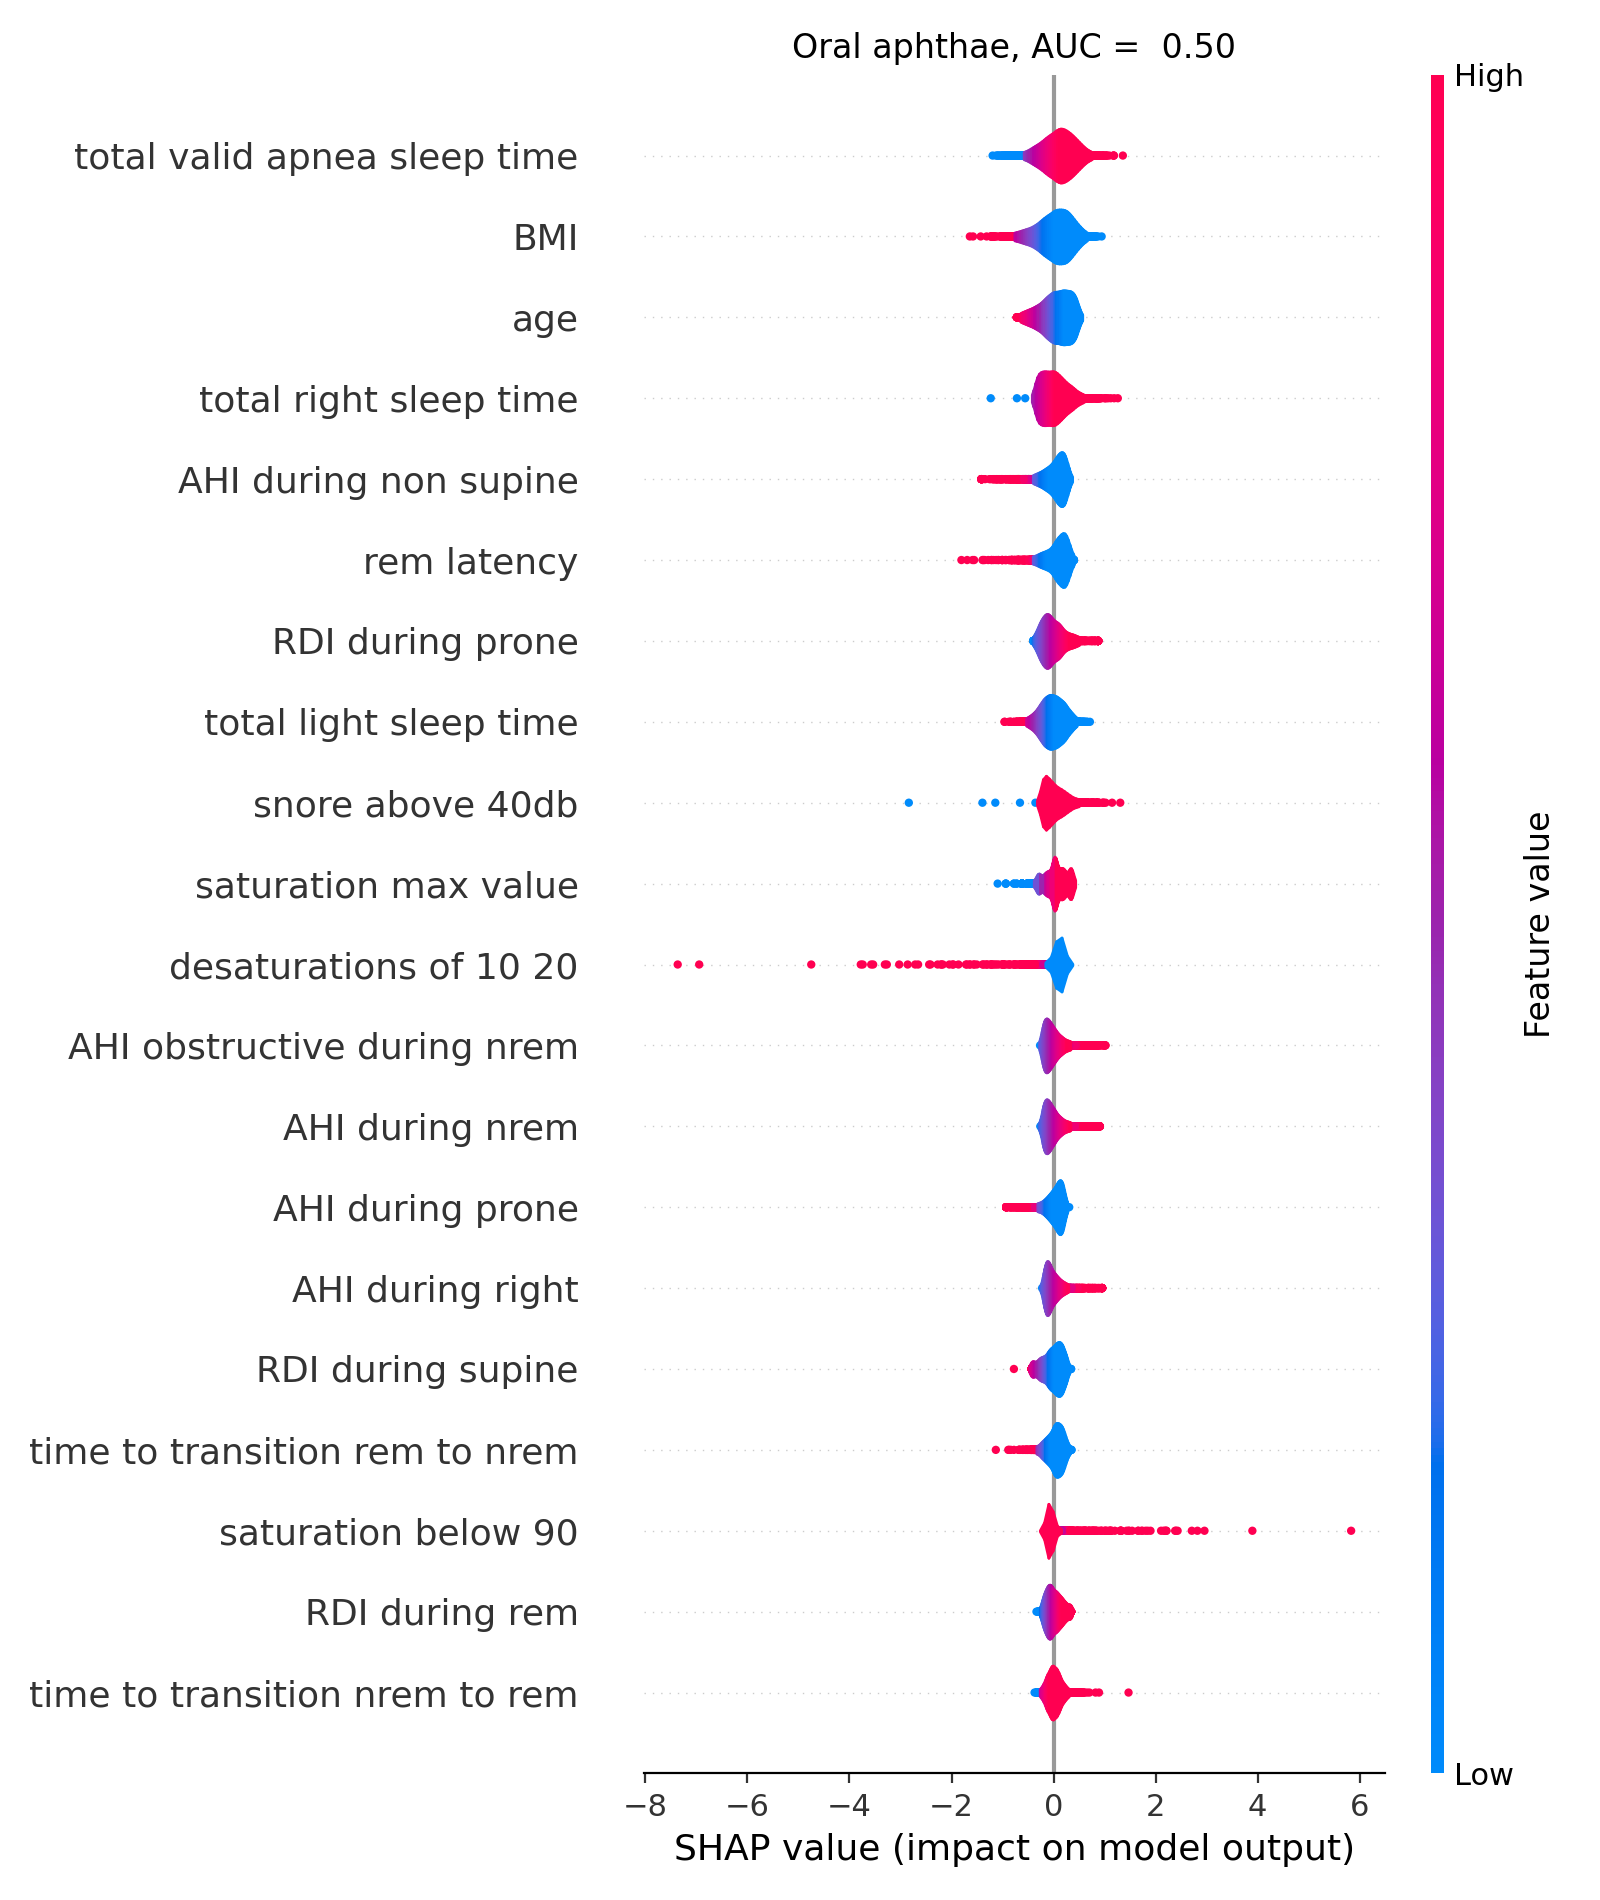 Oral aphthae, AUC =  0.50
High
total valid apnea sleep time
BMI
age
total right sleep time
AHI during non supine
rem latency
RDI during prone
total light sleep time
snore above 40db
saturation max value
desaturations of 10 20
AHI obstructive during nrem
AHI during nrem
AHI during prone
AHI during right
RDI during supine
time to transition rem to nrem
saturation below 90
RDI during rem
time to transition nrem to rem
Feature value
Low
−8 −6 −4 −2 0 2 4 6
SHAP value (impact on model output)